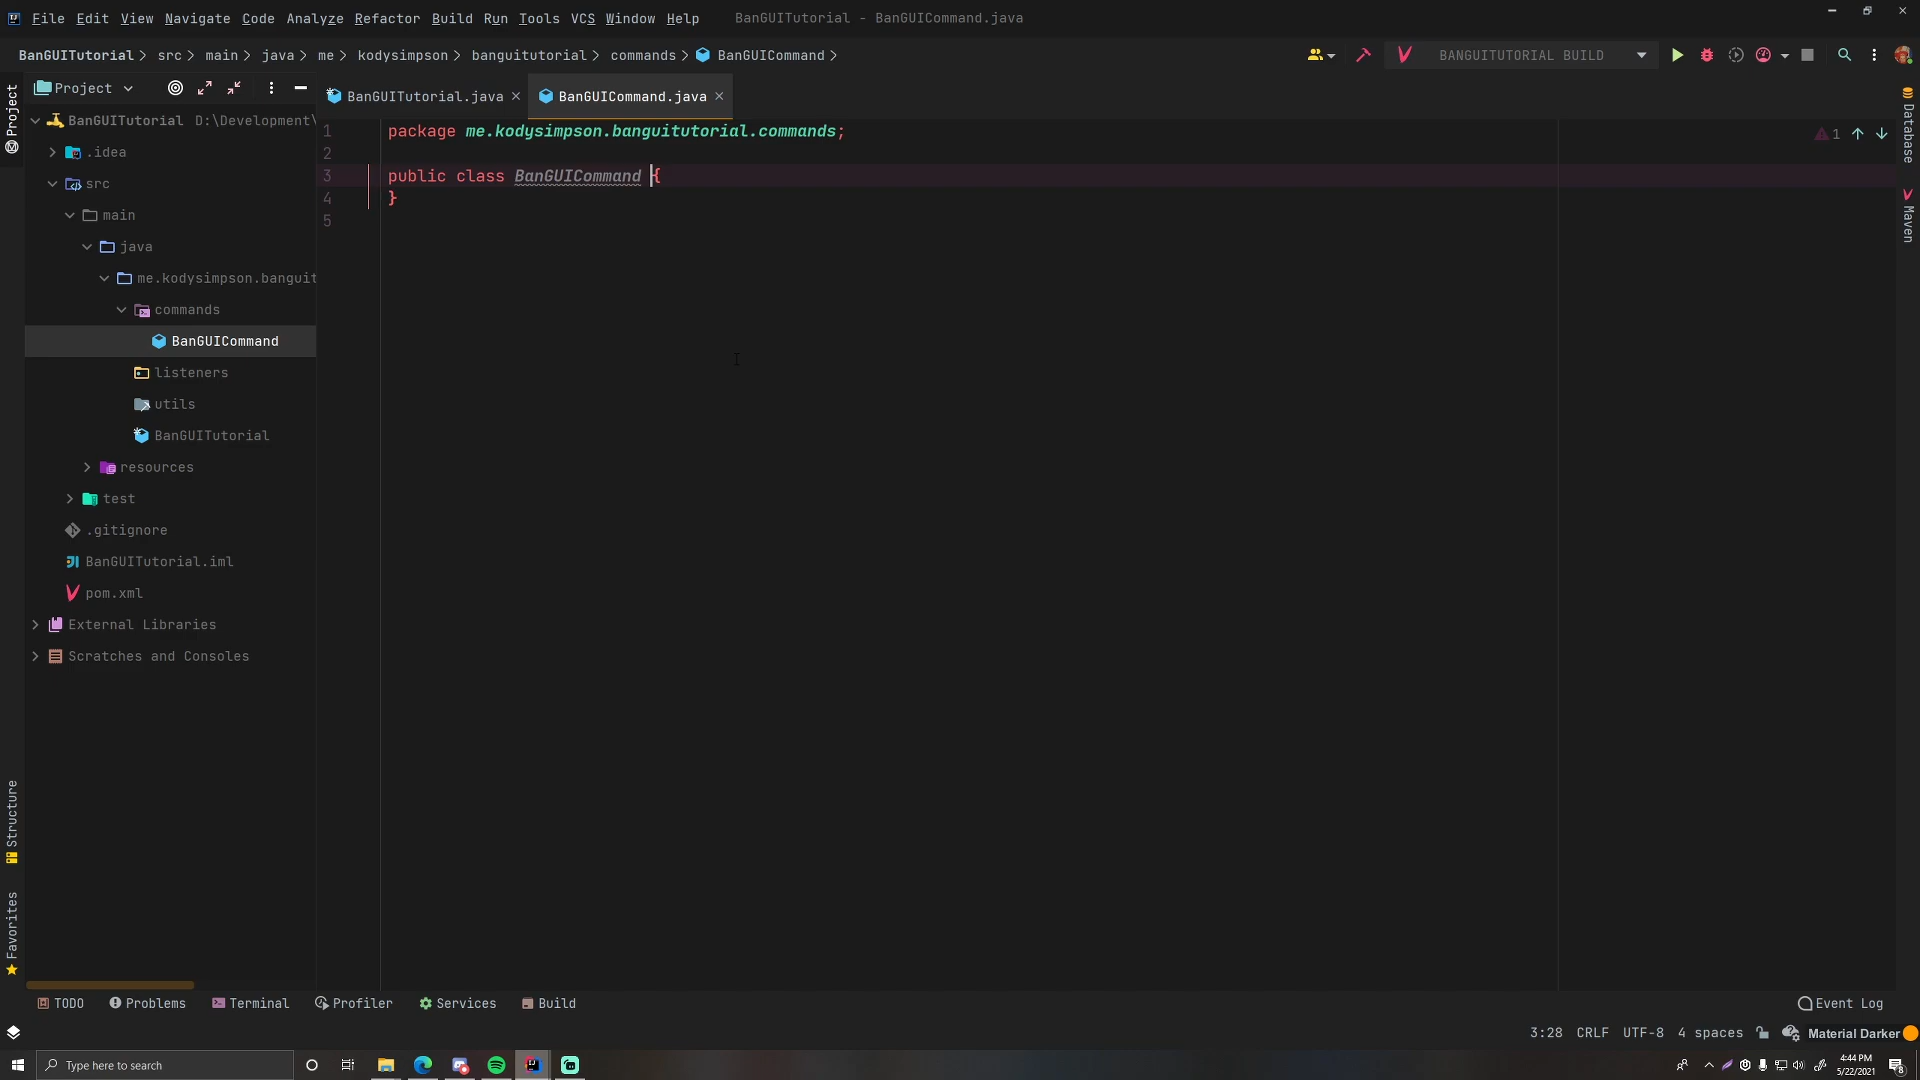 File Edit View Navigate Code Analyze Refactor Build Run Tools VCS Window Help BanGUITutorial - BanGUICommand.java
BanGUITutorial src main java me kodysimpson banguitutorial commands BanGUICommand
BANGUITUTORIAL BUILD
Project
BanGUITutorial.java
BanGUICommand.java
Project
BanGUITutorial D:\Development\
.idea
src
main
java
me.kodysimpson.banguit
commands
BanGUICommand
listeners
utils
BanGUITutorial
resources
test
.gitignore
BanGUITutorial.iml
pom.xml
External Libraries
Scratches and Consoles
1 package me.kodysimpson.banguitutorial.commands;
2
3 public class BanGUICommand {
4 }
5
1
Database
Maven
Structure
Favorites
TODO Problems Terminal Profiler Services Build Event Log
3:28 CRLF UTF-8 4 spaces Material Darker
Type here to search
4:44 PM
5/22/2021
8